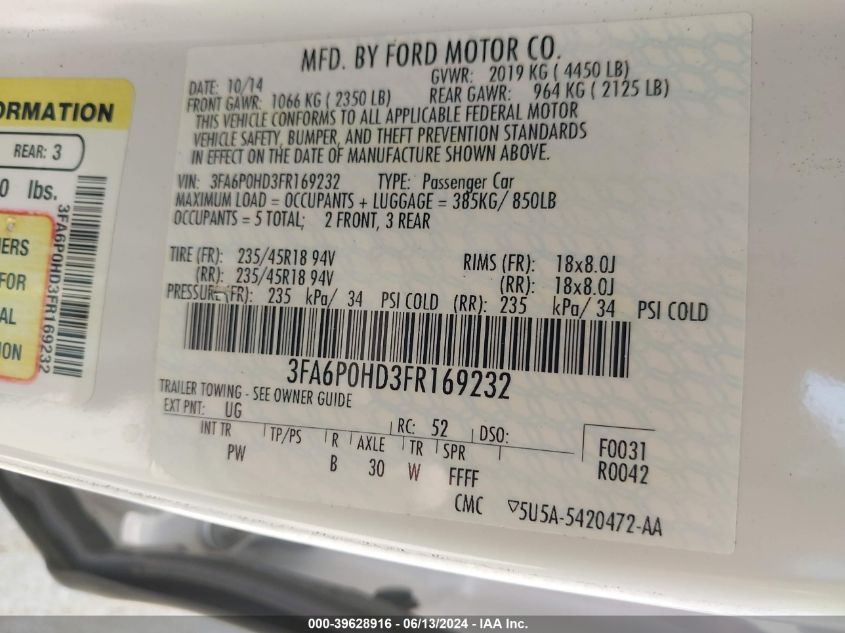 MFD. BY FORD MOTOR CO.
DATE: 10/14 GVWR: 2019 KG ( 4450 LB)
FRONT GAWR: 1066 KG ( 2350 LB) REAR GAWR: 964 KG ( 2125 LB)
THIS VEHICLE CONFORMS TO ALL APPLICABLE FEDERAL MOTOR
VEHICLE SAFETY, BUMPER, AND THEFT PREVENTION STANDARDS
IN EFFECT ON THE DATE OF MANUFACTURE SHOWN ABOVE.
VIN: 3FA6P0HD3FR169232 TYPE: Passenger Car
MAXIMUM LOAD = OCCUPANTS + LUGGAGE = 385KG/ 850LB
OCCUPANTS = 5 TOTAL; 2 FRONT, 3 REAR
TIRE (FR): 235/45R18 94V RIMS (FR): 18x8.0J
(RR): 235/45R18 94V (RR): 18x8.0J
PRESSURE(FR): 235 kPa/ 34 PSI COLD (RR): 235 kPa/ 34 PSI COLD
3FA6P0HD3FR169232
TRAILER TOWING - SEE OWNER GUIDE
EXT PNT: UG RC: 52 DSO:
INT TR TP/PS R AXLE TR SPR F0031
PW B 30 W FFFF R0042
CMC ▽5U5A-5420472-AA
ORMATION
REAR: 3
0 lbs.
3FA6P0HD3FR169232
ERS
FOR
AL
ION
000-39628916 - 06/13/2024 - IAA Inc.